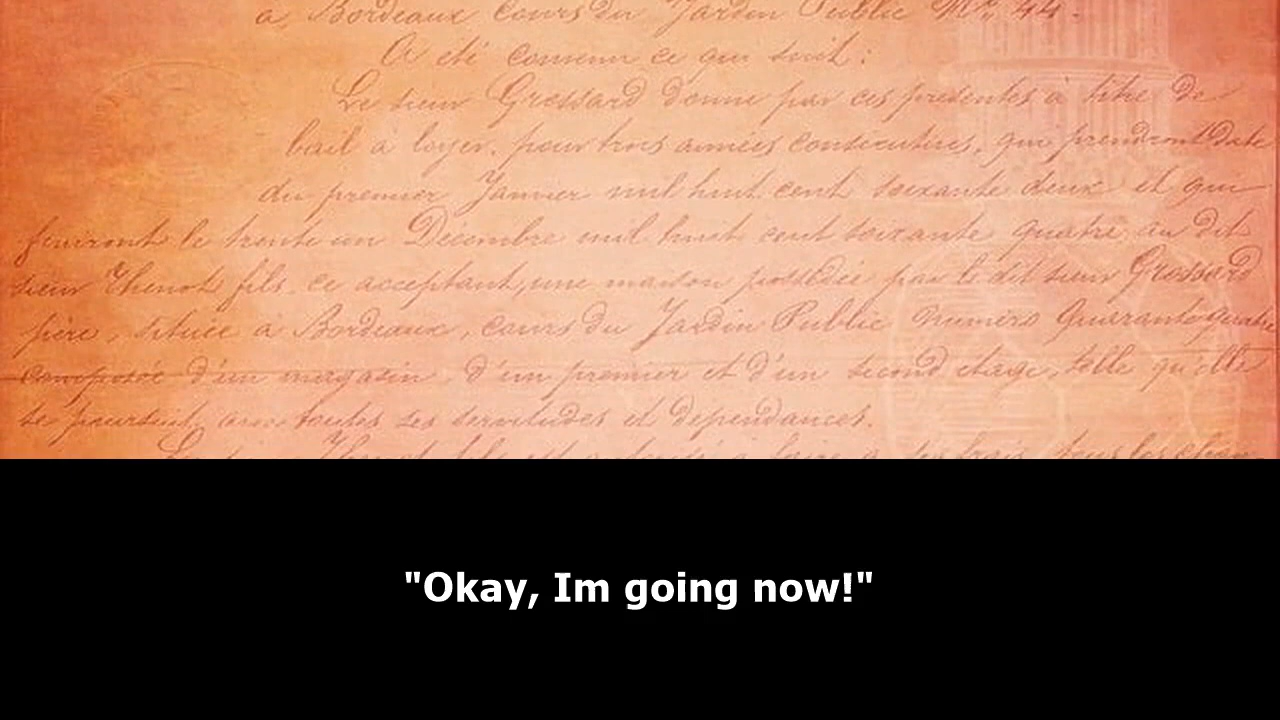 à Bordeaux cours du Jardin Public Nº 44.
A été convenu ce qui suit :
Le sieur Grossard donne par ces présentes à titre de
bail à loyer, pour trois années consécutives, qui prendront Date
du premier Janvier mil huit cent soixante deux et qui
finiront le trente un Décembre mil huit cent soixante quatre au dit
sieur Thenot fils ce acceptant, une maison possédée par le dit sieur Grossard
père, située à Bordeaux, cours du Jardin Public numéro Quarante quatre
composée d'un magasin, d'un premier et d'un second étage, telle qu'elle
se poursuit avec toutes ses servitudes et dépendances.
"Okay, Im going now!"